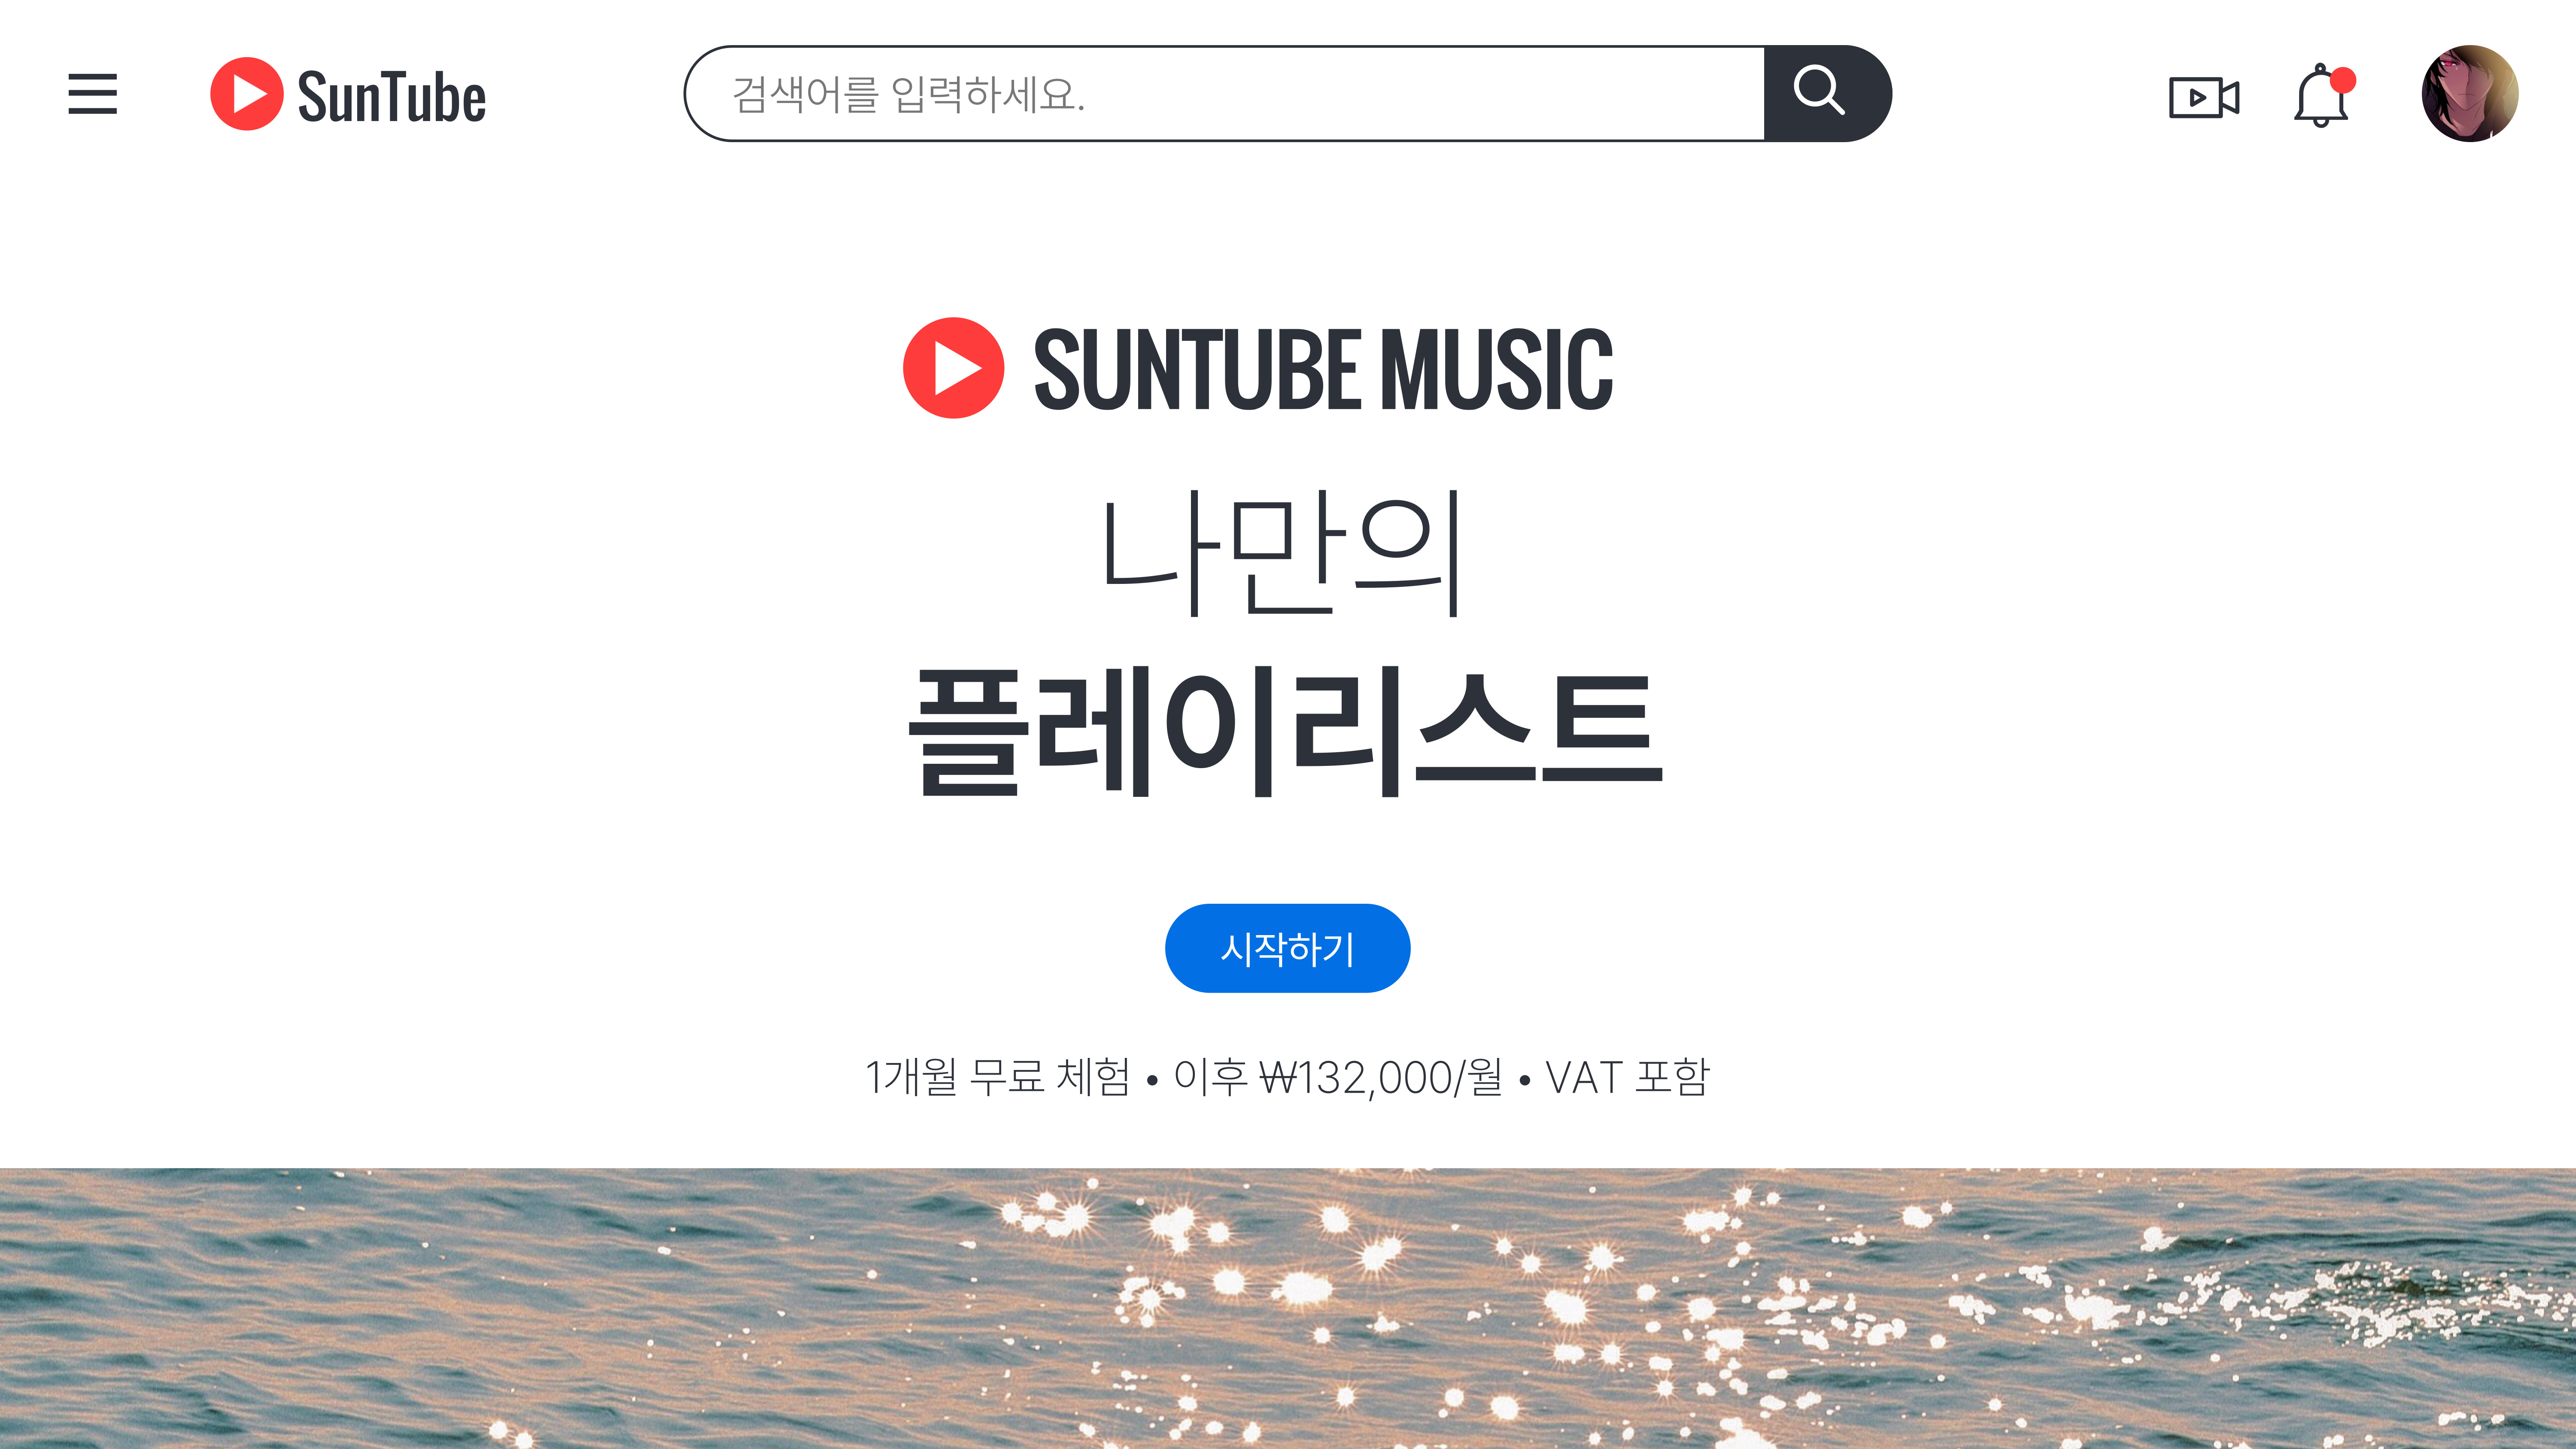 SunTube
검색어를 입력하세요.
SUNTUBE MUSIC
나만의
플레이리스트
시작하기
1개월 무료 체험 • 이후 ₩132,000/월 • VAT 포함